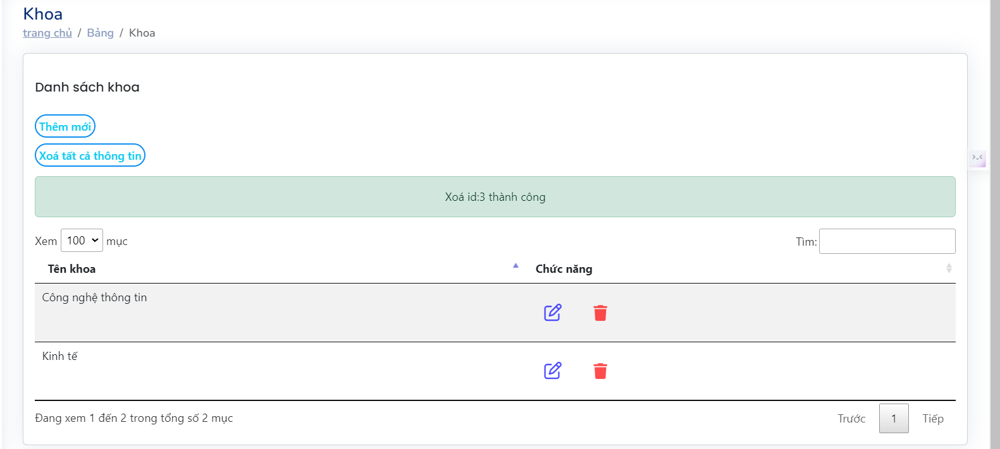 Khoa
trang chủ / Bảng / Khoa
Danh sách khoa
Thêm mới
Xoá tất cả thông tin
Xoá id:3 thành công
Xem 100 mục
Tìm:
Tên khoa Chức năng
Công nghệ thông tin
Kinh tế
Đang xem 1 đến 2 trong tổng số 2 mục
Trước 1 Tiếp